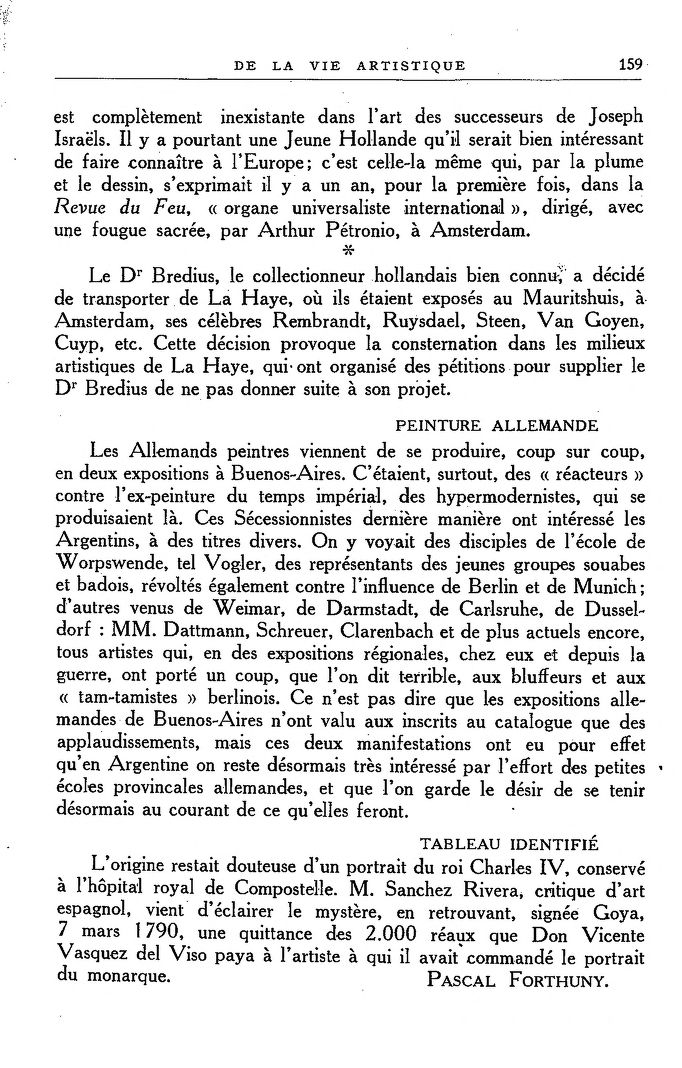 DE LA VIE ARTISTIQUE 159
est complètement inexistante dans l'art des successeurs de Joseph
Israëls. Il y a pourtant une Jeune Hollande qu'il serait bien intéressant
de faire connaître à l'Europe; c'est celle-la même qui, par la plume
et le dessin, s'exprimait il y a un an, pour la première fois, dans la
Revue du Feu, « organe universaliste international », dirigé, avec
une fougue sacrée, par Arthur Pétronio, à Amsterdam.
*
Le Dr Bredius, le collectionneur hollandais bien connu, a décidé
de transporter de La Haye, où ils étaient exposés au Mauritshuis, à
Amsterdam, ses célèbres Rembrandt, Ruysdael, Steen, Van Goyen,
Cuyp, etc. Cette décision provoque la consternation dans les milieux
artistiques de La Haye, qui ont organisé des pétitions pour supplier le
Dr Bredius de ne pas donner suite à son projet.
PEINTURE ALLEMANDE
Les Allemands peintres viennent de se produire, coup sur coup,
en deux expositions à Buenos-Aires. C'étaient, surtout, des « réacteurs »
contre l'ex-peinture du temps impérial, des hypermodernistes, qui se
produisaient là. Ces Sécessionnistes dernière manière ont intéressé les
Argentins, à des titres divers. On y voyait des disciples de l'école de
Worpswende, tel Vogler, des représentants des jeunes groupes souabes
et badois, révoltés également contre l'influence de Berlin et de Munich;
d'autres venus de Weimar, de Darmstadt, de Carlsruhe, de Dussel-
dorf : MM. Dattmann, Schreuer, Clarenbach et de plus actuels encore,
tous artistes qui, en des expositions régionales, chez eux et depuis la
guerre, ont porté un coup, que l'on dit terrible, aux bluffeurs et aux
« tam-tamistes » berlinois. Ce n'est pas dire que les expositions alle-
mandes de Buenos-Aires n'ont valu aux inscrits au catalogue que des
applaudissements, mais ces deux manifestations ont eu pour effet
qu'en Argentine on reste désormais très intéressé par l'effort des petites
écoles provinciales allemandes, et que l'on garde le désir de se tenir
désormais au courant de ce qu'elles feront.
TABLEAU IDENTIFIÉ
L'origine restait douteuse d'un portrait du roi Charles IV, conservé
à l'hôpital royal de Compostelle. M. Sanchez Rivera, critique d'art
espagnol, vient d'éclairer le mystère, en retrouvant, signée Goya,
7 mars 1790, une quittance des 2.000 réaux que Don Vicente
Vasquez del Viso paya à l'artiste à qui il avait commandé le portrait
du monarque. PASCAL FORTHUNY.